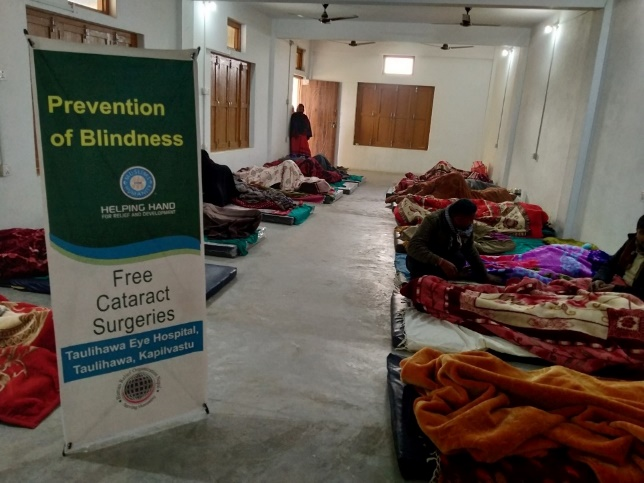 Prevention
of Blindness
HELPING HAND
FOR RELIEF AND DEVELOPMENT
Free
Cataract
Surgeries
Taulihawa Eye Hospital,
Taulihawa, Kapilvastu